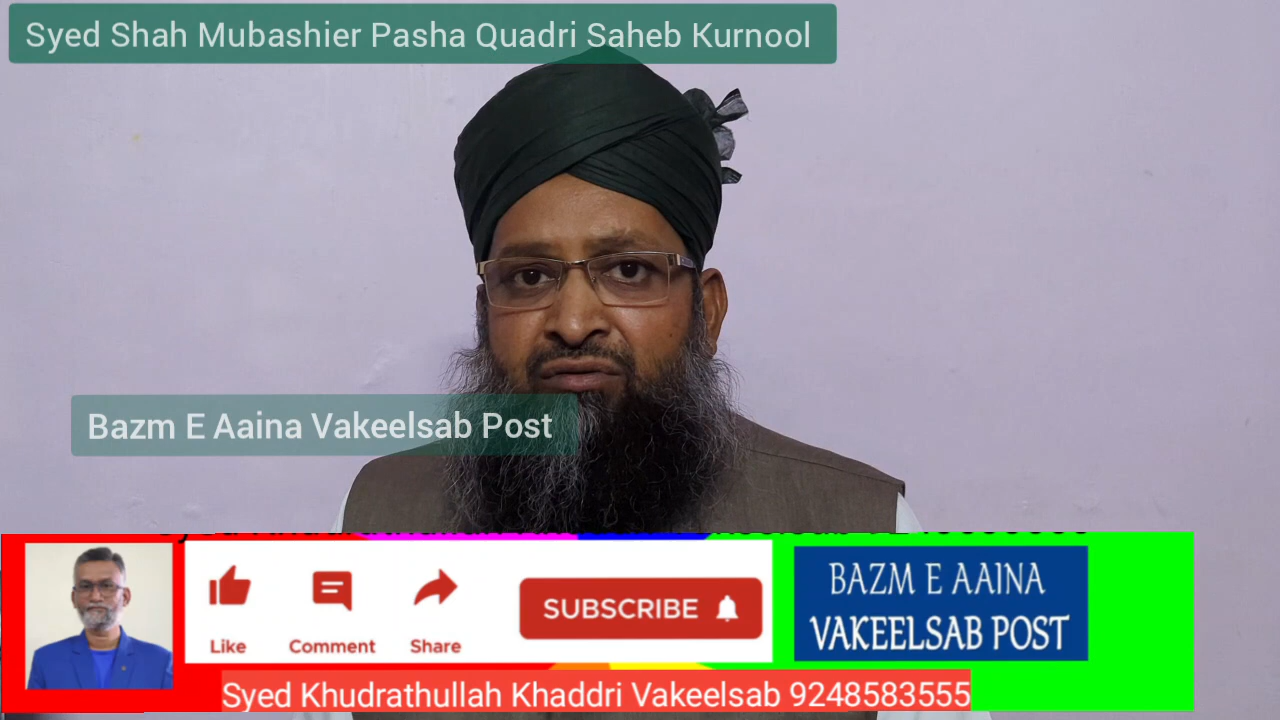 Syed Shah Mubashier Pasha Quadri Saheb Kurnool
Bazm E Aaina Vakeelsab Post
Like
Comment
Share
SUBSCRIBE
BAZM E AAINA
VAKEELSAB POST
Syed Khudrathullah Khaddri Vakeelsab 9248583555